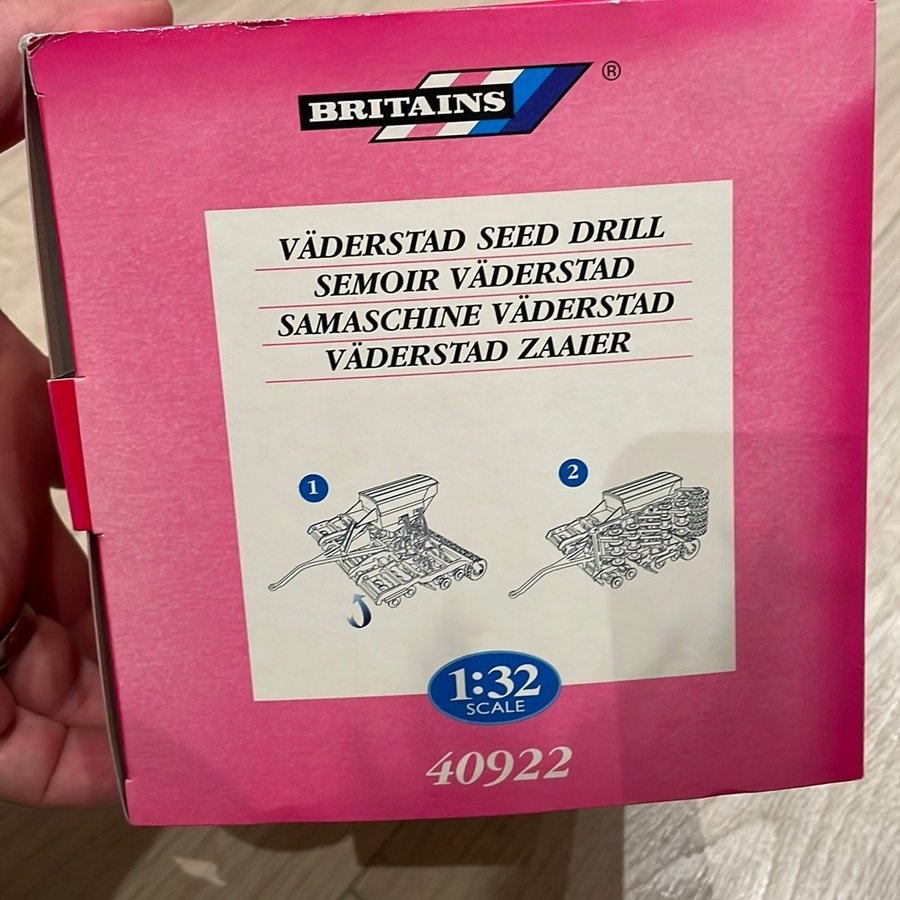 BRITAINS ®
VÄDERSTAD SEED DRILL
SEMOIR VÄDERSTAD
SAMASCHINE VÄDERSTAD
VÄDERSTAD ZAAIER
1 2
1:32
SCALE
40922